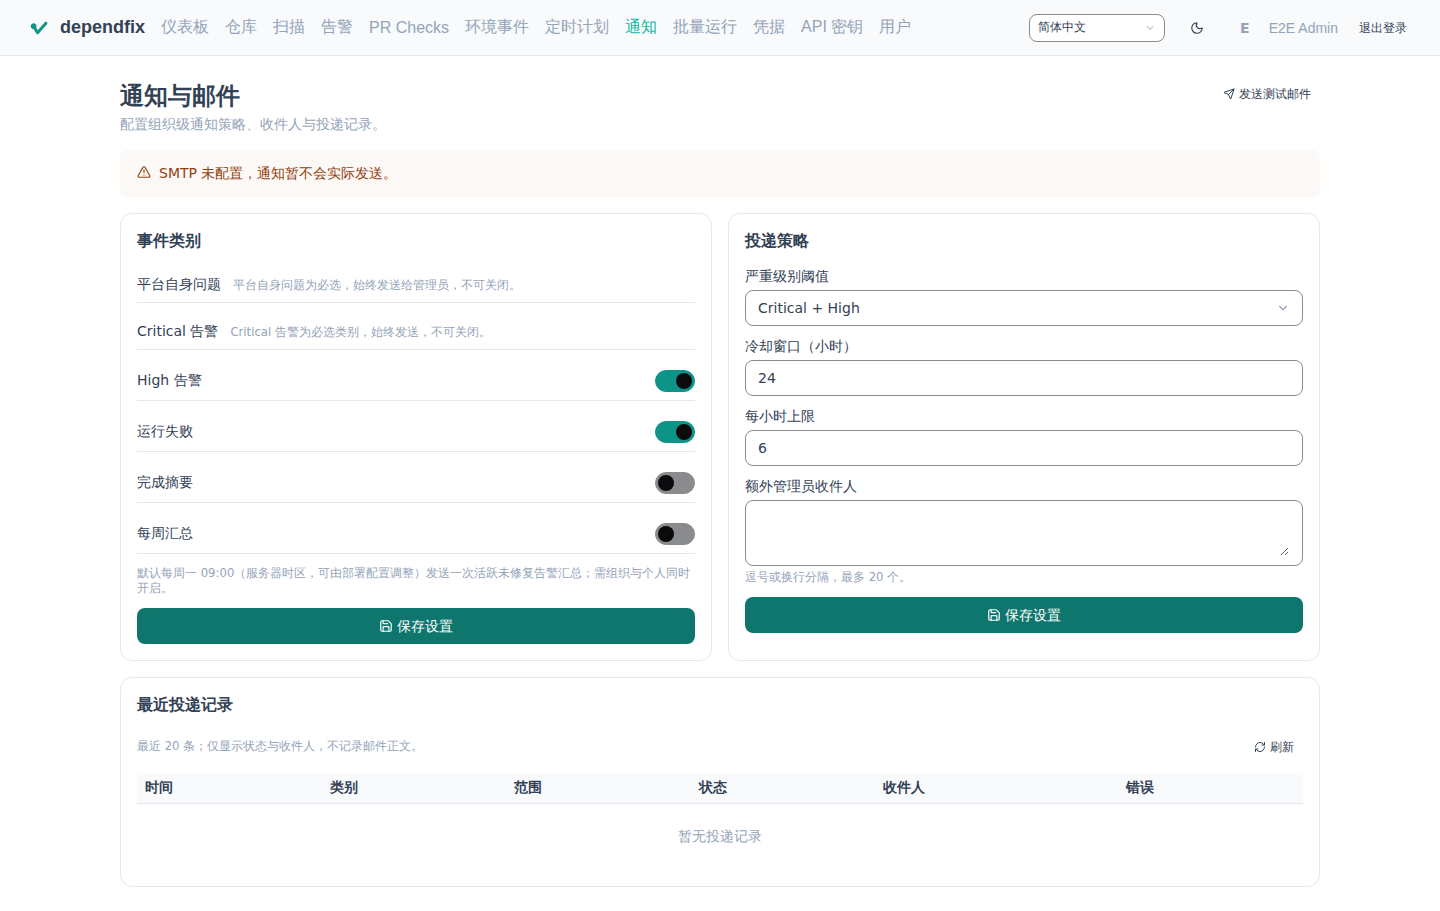 dependfix 仪表板 仓库 扫描 告警 PR Checks 环境事件 定时计划 通知 批量运行 凭据 API 密钥 用户 简体中文 E E2E Admin 退出登录
通知与邮件
发送测试邮件
配置组织级通知策略、收件人与投递记录。
SMTP 未配置，通知暂不会实际发送。
事件类别
平台自身问题 平台自身问题为必选，始终发送给管理员，不可关闭。
Critical 告警 Critical 告警为必选类别，始终发送，不可关闭。
High 告警
运行失败
完成摘要
每周汇总
默认每周一 09:00（服务器时区，可由部署配置调整）发送一次活跃未修复告警汇总；需组织与个人同时
开启。
保存设置
投递策略
严重级别阈值
Critical + High
冷却窗口（小时）
24
每小时上限
6
额外管理员收件人
逗号或换行分隔，最多 20 个。
保存设置
最近投递记录
最近 20 条；仅显示状态与收件人，不记录邮件正文。
刷新
时间 类别 范围 状态 收件人 错误
暂无投递记录